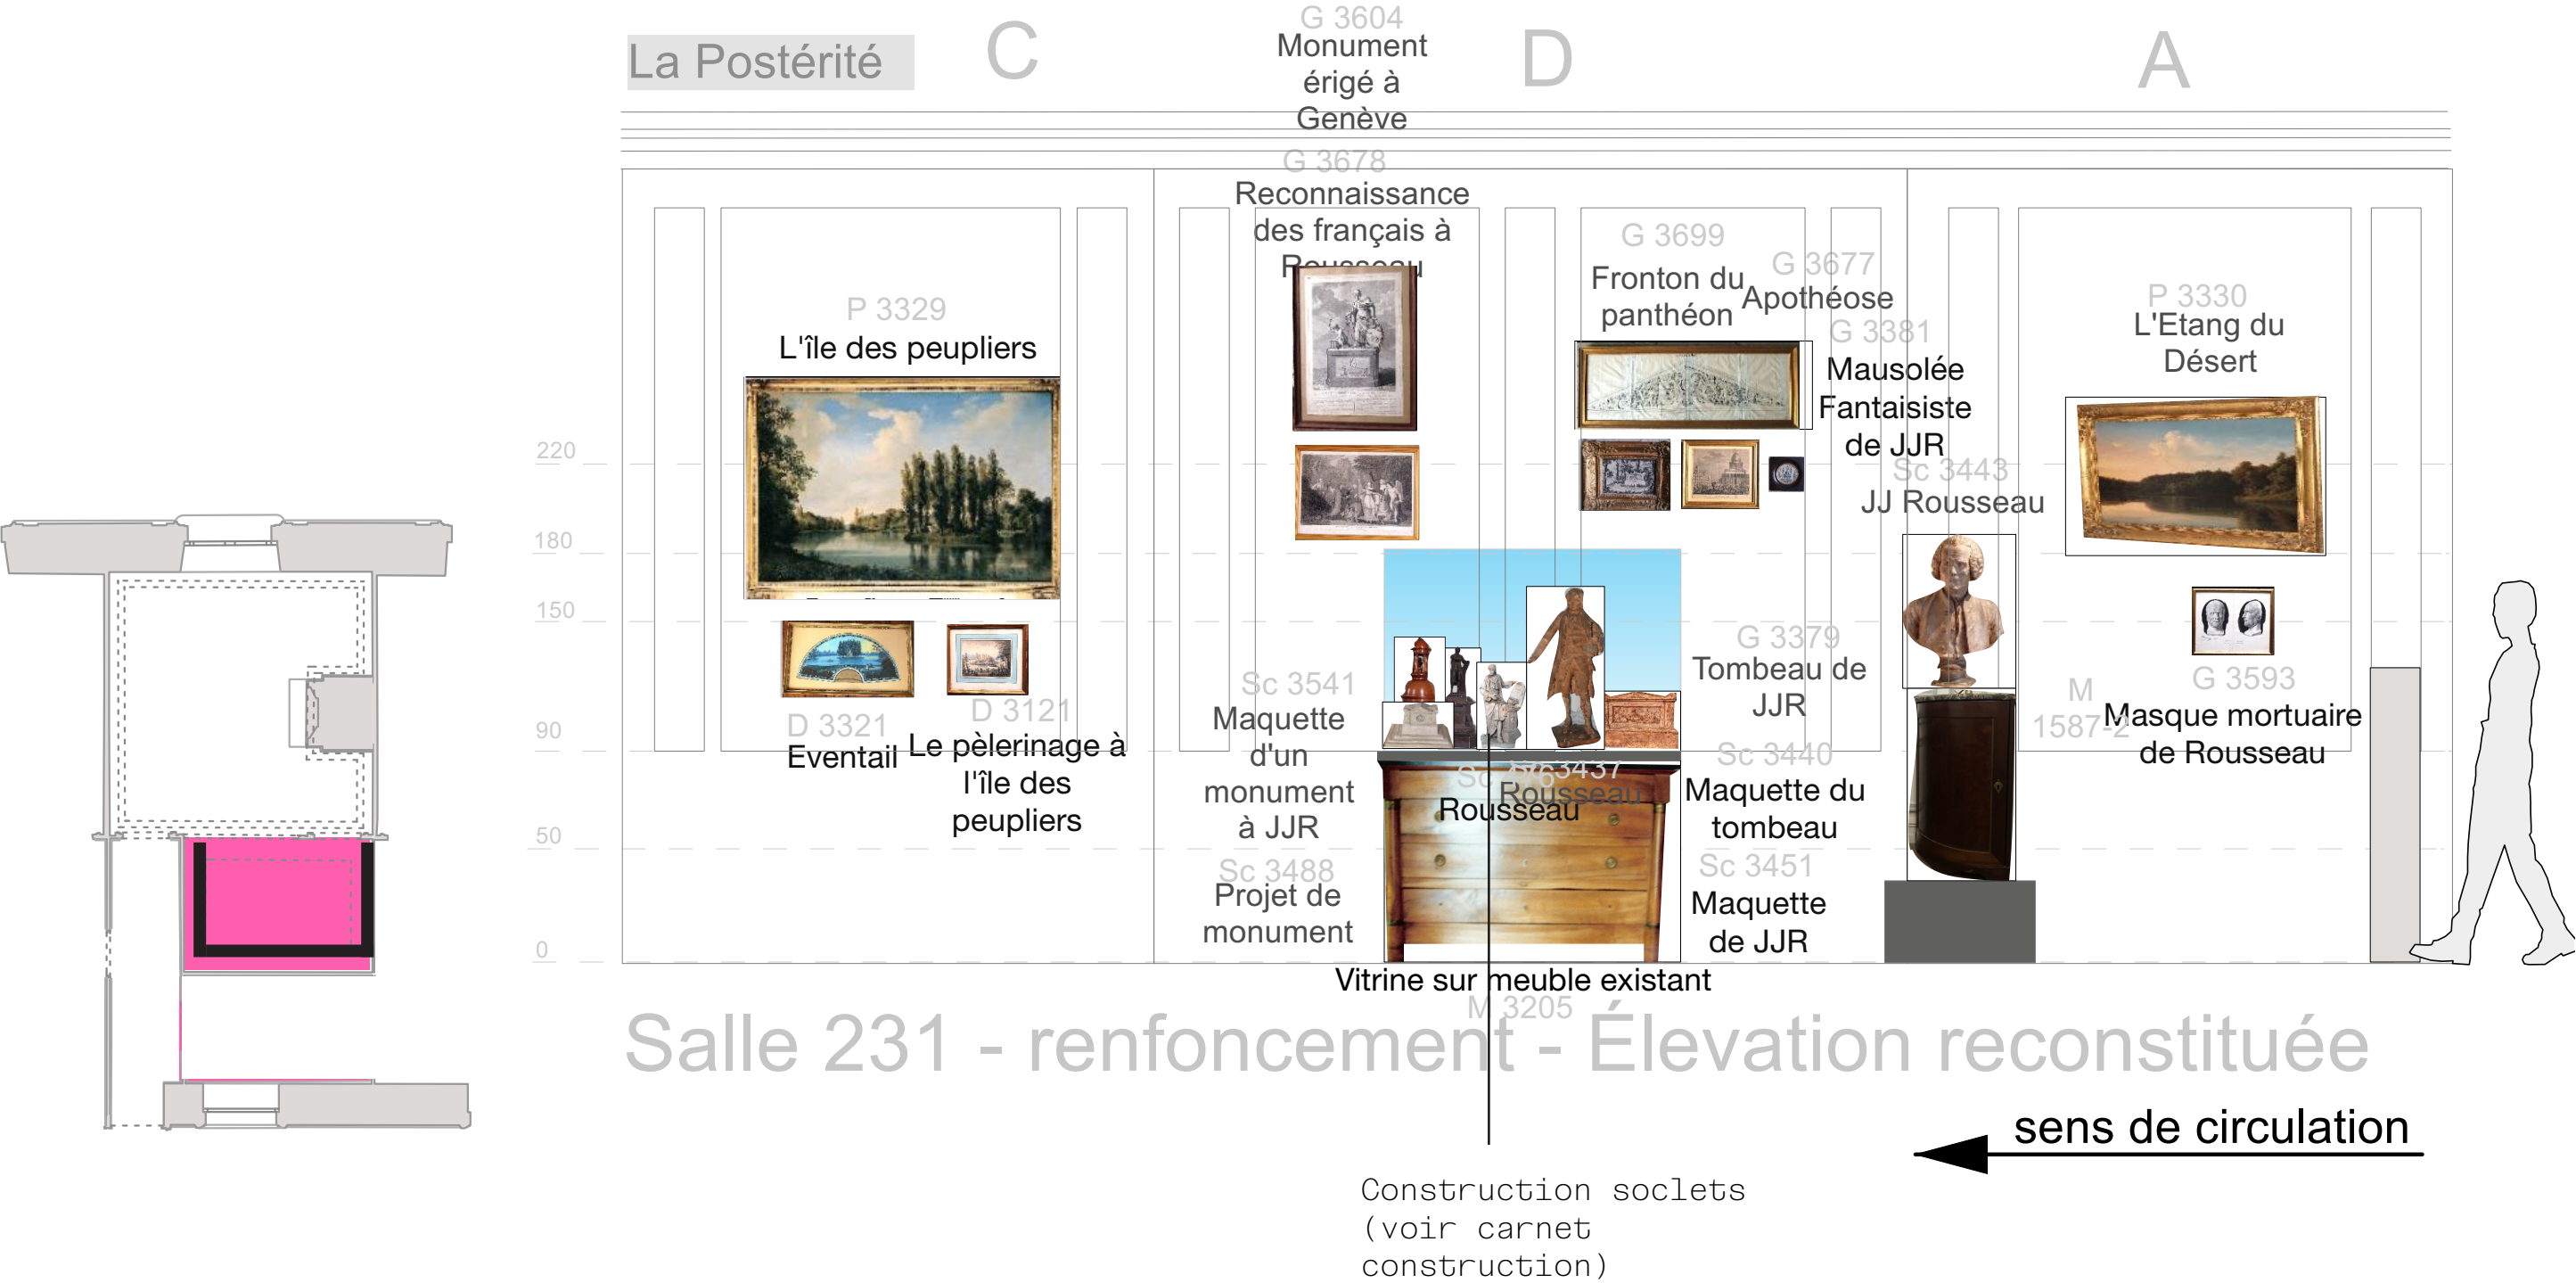 La Postérité
C
D
A
G 3604
Monument
érigé à
Genève
G 3678
Reconnaissance
des français à
Rousseau
G 3699
Fronton du
panthéon
G 3677
Apothéose
G 3381
Mausolée
Fantaisiste
de JJR
P 3329
L'île des peupliers
P 3330
L'Etang du
Désert
Sc 3443
JJ Rousseau
220
180
150
90
50
0
D 3321
Eventail
D 3121
Le pèlerinage à
l'île des
peupliers
Sc 3541
Maquette
d'un
monument
à JJR
Sc 3488
Projet de
monument
Rousseau
Rousseau
G 3379
Tombeau de
JJR
Sc 3440
Maquette du
tombeau
Sc 3451
Maquette
de JJR
M
1587-2
G 3593
Masque mortuaire
de Rousseau
Vitrine sur meuble existant
M 3205
Salle 231 - renfoncement - Élevation reconstituée
sens de circulation
Construction soclets
(voir carnet
construction)